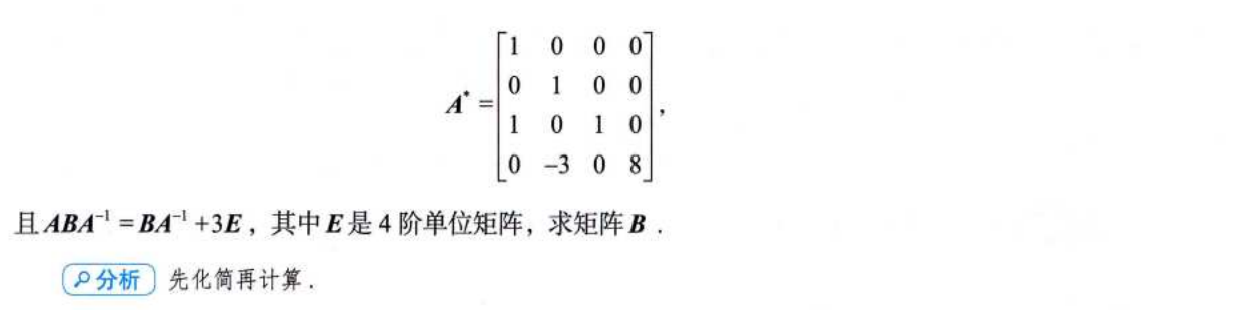 A* = [1 0 0 0
0 1 0 0
1 0 1 0
0 -3 0 8],
且 ABA⁻¹ = BA⁻¹ +3E，其中 E 是 4 阶单位矩阵，求矩阵 B .
分析 先化简再计算 .